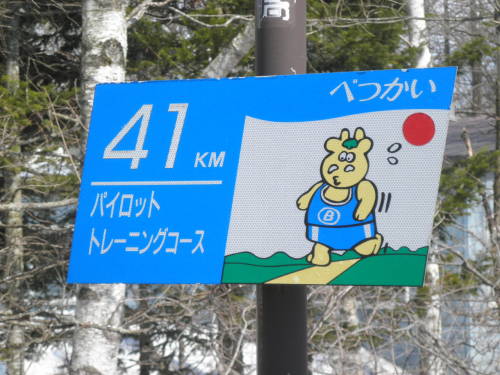 高
べつかい
41 KM
パイロット
トレーニングコース
B